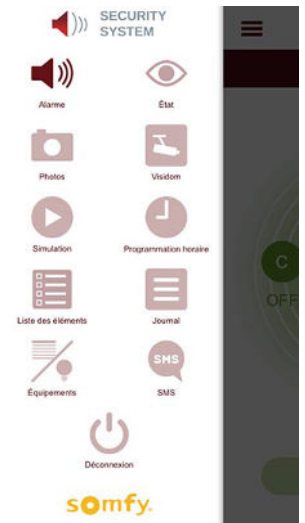 SECURITY
SYSTEM
Alarme
État
Photos
Visidom
Simulation
Programmation horaire
Liste des éléments
Journal
Équipements
SMS
SMS
Déconnexion
somfy.
C
OFF